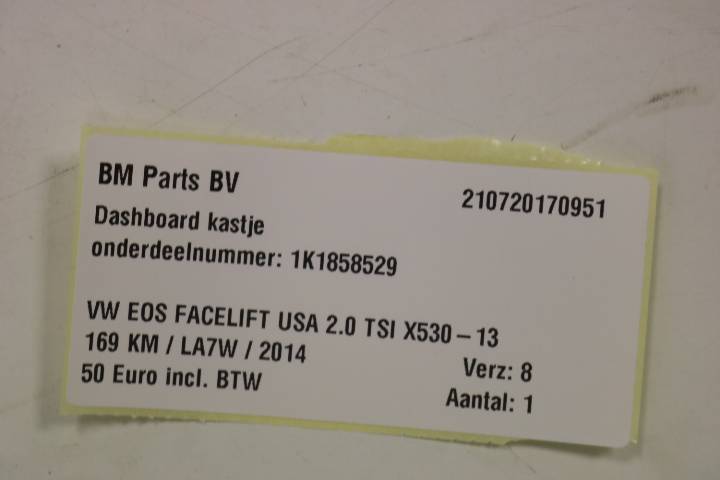 BM Parts BV
210720170951
Dashboard kastje
onderdeelnummer: 1K1858529
VW EOS FACELIFT USA 2.0 TSI X530-13
169 KM / LA7W / 2014
Verz: 8
50 Euro incl. BTW
Aantal: 1